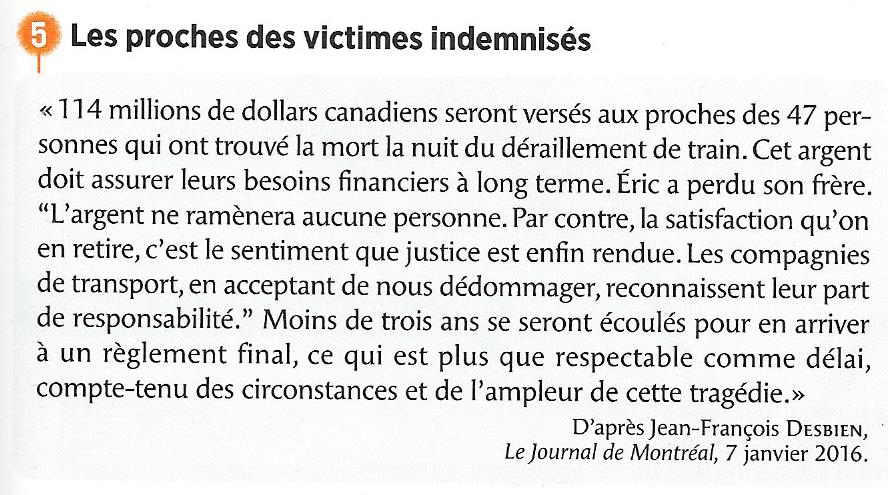 5 Les proches des victimes indemnisés
« 114 millions de dollars canadiens seront versés aux proches des 47 per-
sonnes qui ont trouvé la mort la nuit du déraillement de train. Cet argent
doit assurer leurs besoins financiers à long terme. Éric a perdu son frère.
“L’argent ne ramènera aucune personne. Par contre, la satisfaction qu’on
en retire, c’est le sentiment que justice est enfin rendue. Les compagnies
de transport, en acceptant de nous dédommager, reconnaissent leur part
de responsabilité.” Moins de trois ans se seront écoulés pour en arriver
à un règlement final, ce qui est plus que respectable comme délai,
compte-tenu des circonstances et de l’ampleur de cette tragédie.»
D’après Jean-François DESBIEN,
Le Journal de Montréal, 7 janvier 2016.